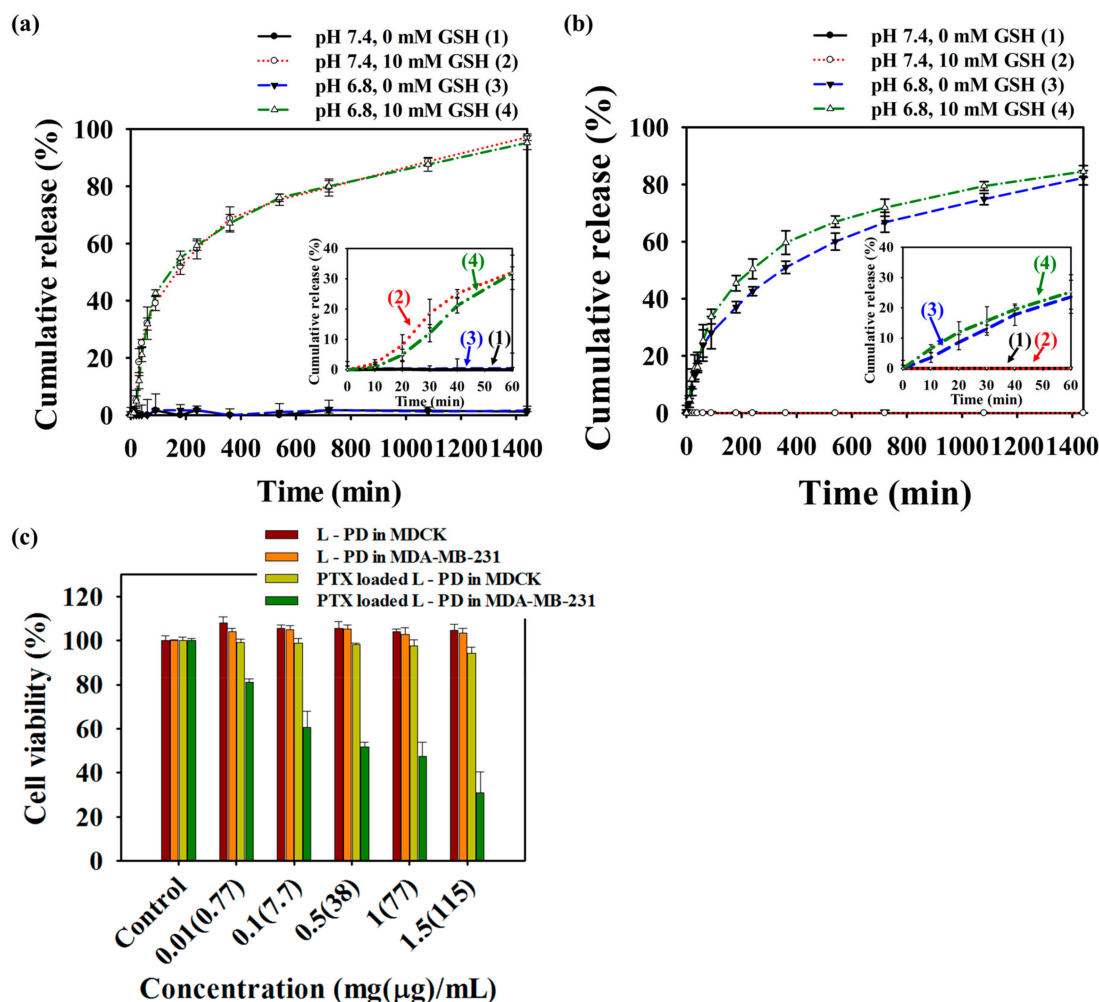 (a)
pH 7.4, 0 mM GSH (1)
pH 7.4, 10 mM GSH (2)
pH 6.8, 0 mM GSH (3)
pH 6.8, 10 mM GSH (4)
Cumulative release (%)
100
80
60
40
20
0
0 200 400 600 800 1000 1200 1400
Time (min)
Cumulative release (%)
40
30
20
10
0
(2)
(4)
(3)
(1)
0 10 20 30 40 50 60
Time (min)
(b)
pH 7.4, 0 mM GSH (1)
pH 7.4, 10 mM GSH (2)
pH 6.8, 0 mM GSH (3)
pH 6.8, 10 mM GSH (4)
Cumulative release (%)
100
80
60
40
20
0
0 200 400 600 800 1000 1200 1400
Time (min)
Cumulative release (%)
40
30
20
10
0
(4)
(3)
(1)
(2)
0 10 20 30 40 50 60
Time (min)
(c)
L - PD in MDCK
L - PD in MDA-MB-231
PTX loaded L - PD in MDCK
PTX loaded L - PD in MDA-MB-231
Cell viability (%)
120
100
80
60
40
20
0
Control
0.01(0.77)
0.1(7.7)
0.5(38)
1(77)
1.5(115)
Concentration (mg(μg)/mL)